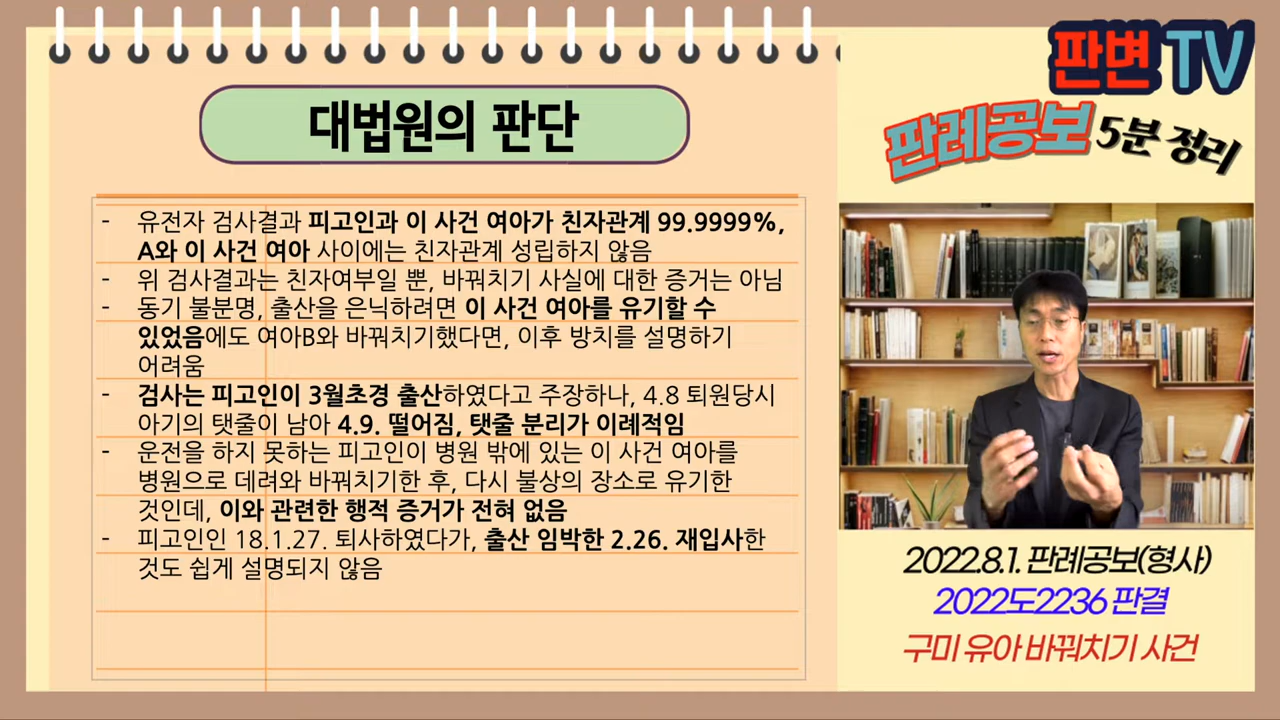 대법원의 판단
- 유전자 검사결과 피고인과 이 사건 여아가 친자관계 99.9999%,
A와 이 사건 여아 사이에는 친자관계 성립하지 않음
- 위 검사결과는 친자여부일 뿐, 바꿔치기 사실에 대한 증거는 아님
- 동기 불분명, 출산을 은닉하려면 이 사건 여아를 유기할 수
있었음에도 여아B와 바꿔치기했다면, 이후 방치를 설명하기
어려움
- 검사는 피고인이 3월초경 출산하였다고 주장하나, 4.8 퇴원당시
아기의 탯줄이 남아 4.9. 떨어짐, 탯줄 분리가 이례적임
- 운전을 하지 못하는 피고인이 병원 밖에 있는 이 사건 여아를
병원으로 데려와 바꿔치기한 후, 다시 불상의 장소로 유기한
것인데, 이와 관련한 행적 증거가 전혀 없음
- 피고인인 18.1.27. 퇴사하였다가, 출산 임박한 2.26. 재입사한
것도 쉽게 설명되지 않음
판변 TV
판례공보 5분 정리
2022.8.1. 판례공보(형사)
2022도2236 판결
구미 유아 바꿔치기 사건